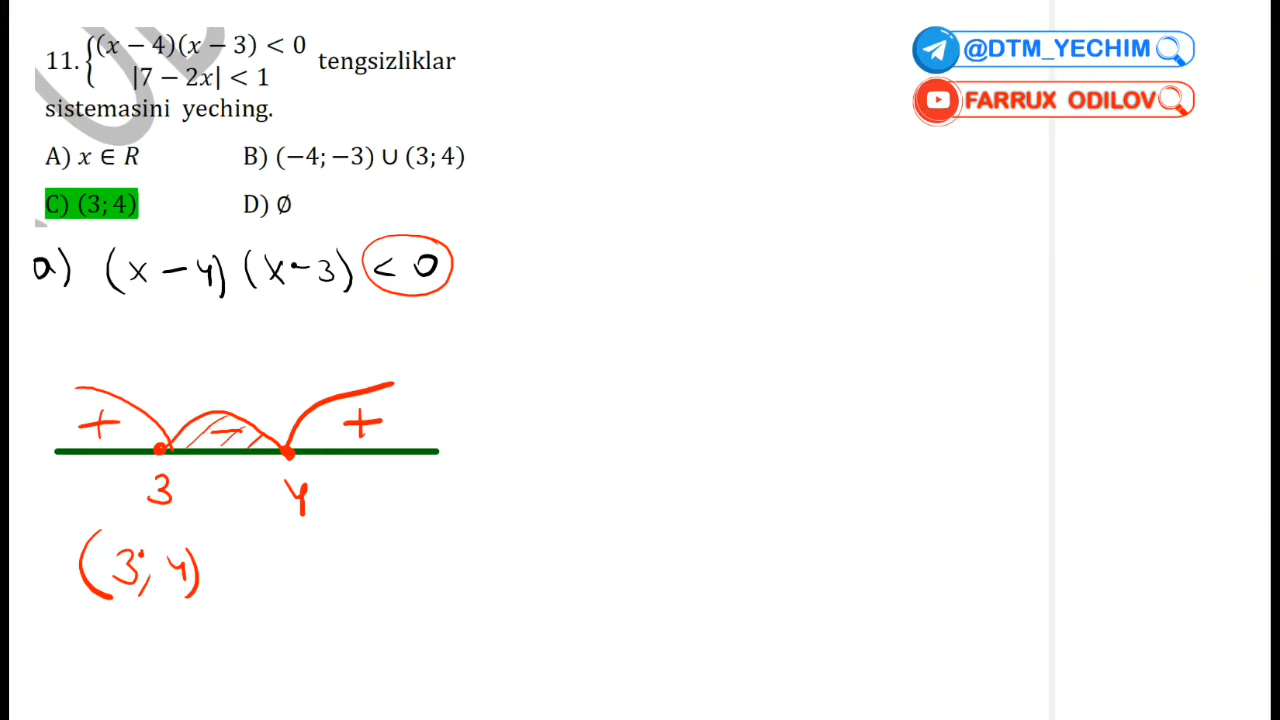 11. {(x − 4)(x − 3) < 0
|7 − 2x| < 1 tengsizliklar
sistemasini yeching.
A) x ∈ R B) (−4; −3) ∪ (3; 4)
C) (3; 4) D) ∅
@DTM_YECHIM
FARRUX ODILOV
a) (x − 4) (x − 3) < 0
+ − +
3 4
(3; 4)